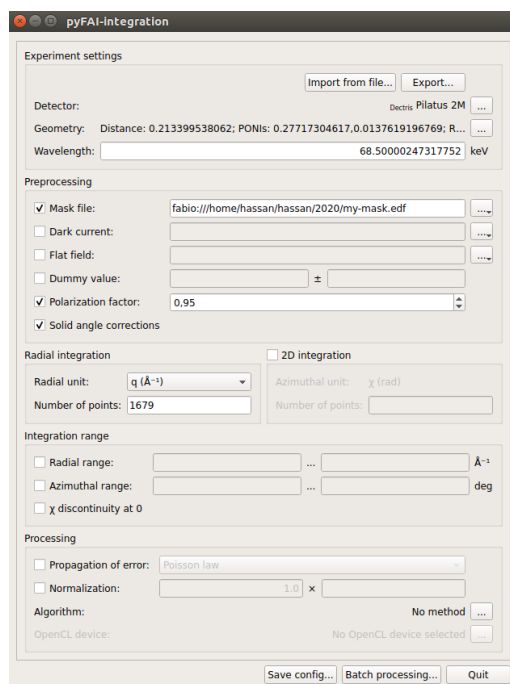 pyFAI-integration
Experiment settings
Import from file... Export...
Detector: Dectris Pilatus 2M ...
Geometry: Distance: 0.213399538062; PONIs: 0.27717304617,0.0137619196769; R... ...
Wavelength: 68.50000247317752 keV
Preprocessing
Mask file: fabio:///home/hassan/hassan/2020/my-mask.edf ...
Dark current: ...
Flat field: ...
Dummy value: ±
Polarization factor: 0,95
Solid angle corrections
Radial integration 2D integration
Radial unit: q (Å⁻¹) Azimuthal unit: χ (rad)
Number of points: 1679 Number of points:
Integration range
Radial range: ... Å⁻¹
Azimuthal range: ... deg
χ discontinuity at 0
Processing
Propagation of error: Poisson law
Normalization: 1.0 ×
Algorithm: No method ...
OpenCL device: No OpenCL device selected ...
Save config... Batch processing... Quit